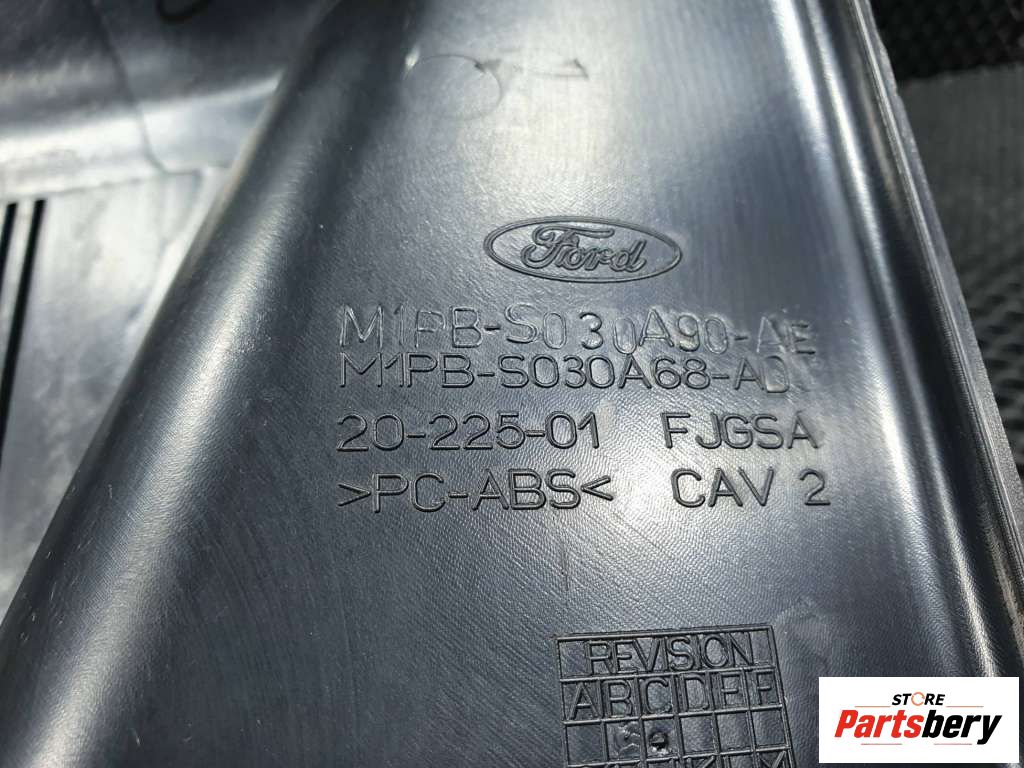 Ford
M1PB-S030A90-AE
M1PB-S030A68-AD
20-225-01 FJGSA
>PC-ABS< CAV 2
REVISION
A B C D E F
STORE
Partsbery